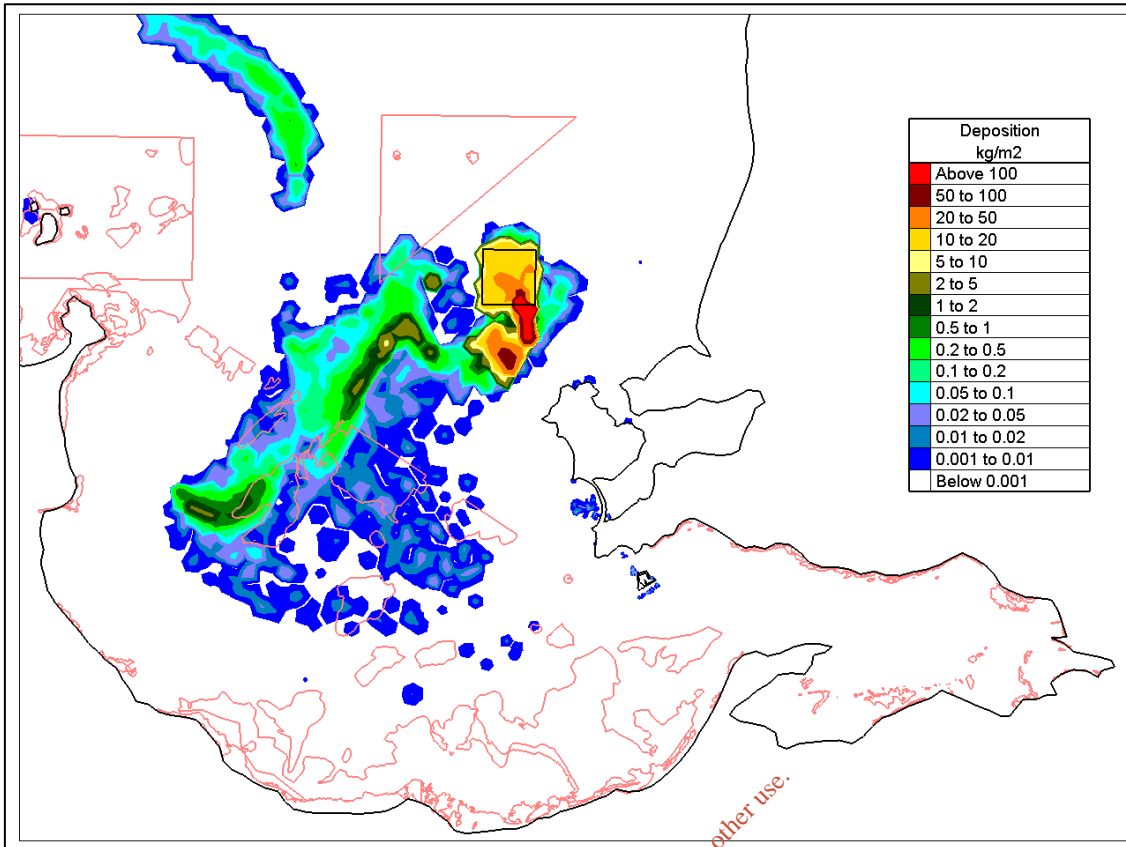 Deposition
kg/m2
Above 100
50 to 100
20 to 50
10 to 20
5 to 10
2 to 5
1 to 2
0.5 to 1
0.2 to 0.5
0.1 to 0.2
0.05 to 0.1
0.02 to 0.05
0.01 to 0.02
0.001 to 0.01
Below 0.001
other use.